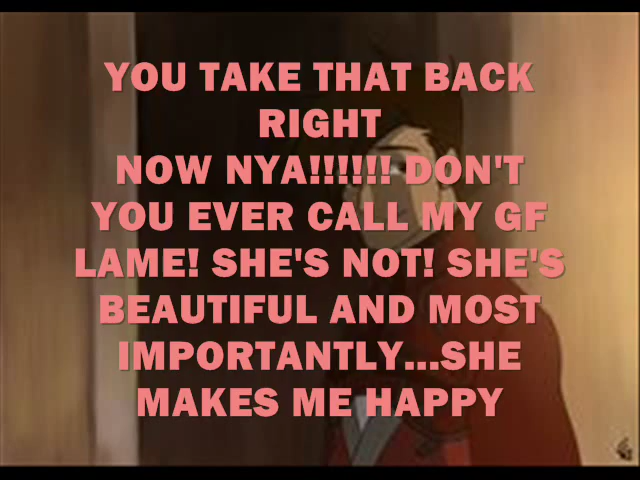 YOU TAKE THAT BACK
RIGHT
NOW NYA!!!!!! DON'T
YOU EVER CALL MY GF
LAME! SHE'S NOT! SHE'S
BEAUTIFUL AND MOST
IMPORTANTLY...SHE
MAKES ME HAPPY